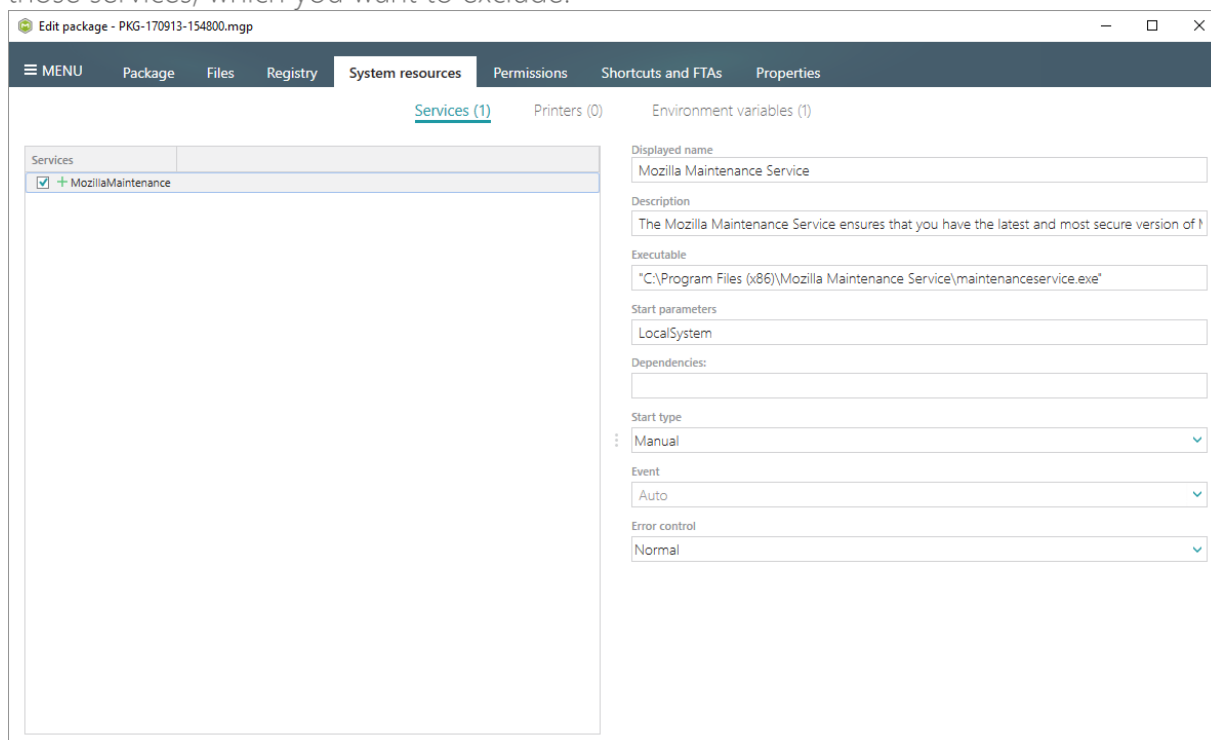 those services, which you want to exclude.
Edit package - PKG-170913-154800.mgp
MENU Package Files Registry System resources Permissions Shortcuts and FTAs Properties
Services (1) Printers (0) Environment variables (1)
Services
MozillaMaintenance
Displayed name
Mozilla Maintenance Service
Description
The Mozilla Maintenance Service ensures that you have the latest and most secure version of
Executable
"C:\Program Files (x86)\Mozilla Maintenance Service\maintenanceservice.exe"
Start parameters
LocalSystem
Dependencies:
Start type
Manual
Event
Auto
Error control
Normal